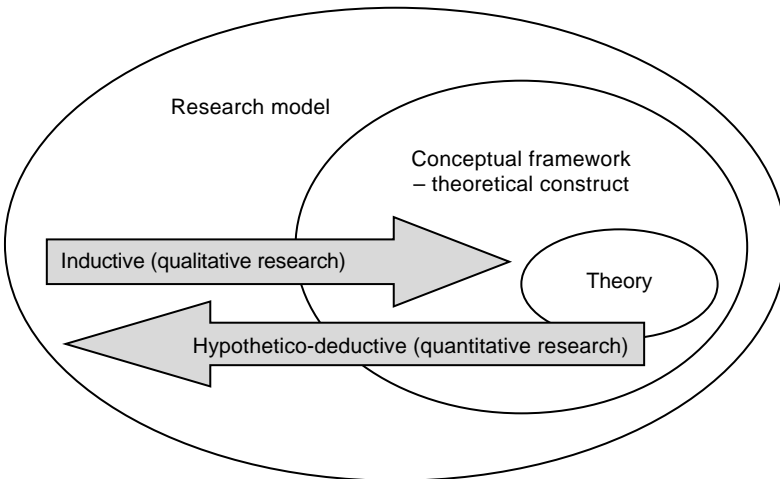 Research model
Conceptual framework
– theoretical construct
Inductive (qualitative research)
Theory
Hypothetico-deductive (quantitative research)